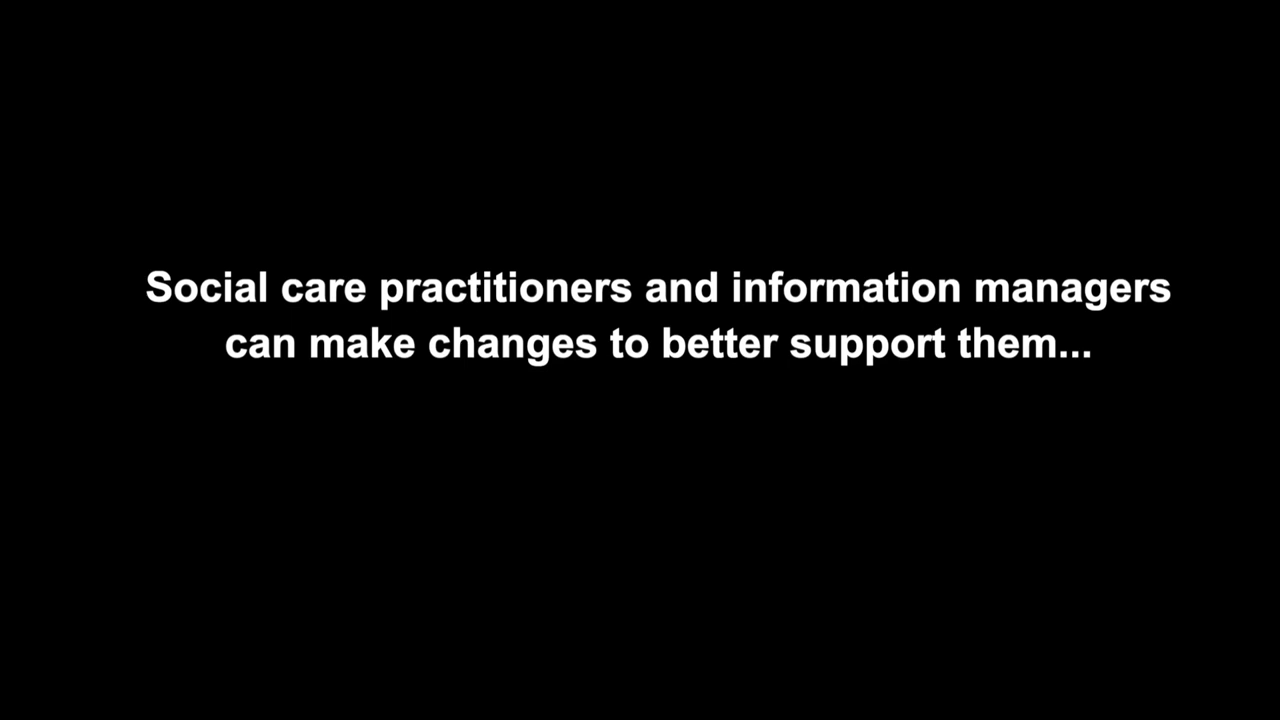 Social care practitioners and information managers
can make changes to better support them...